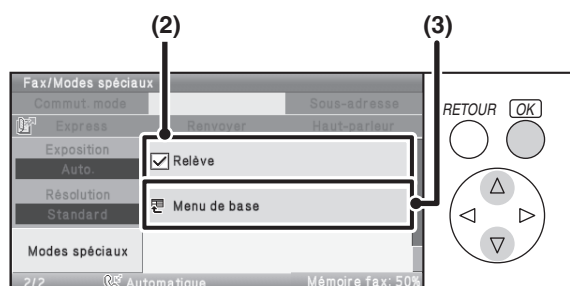 (2) (3)
Fax/Modes spéciaux
Commut. mode Sous-adresse
Express Renvoyer Haut-parleur
Exposition
Auto.
Relève
Résolution
Standard
Menu de base
Modes spéciaux
2/2 Automatique Mémoire fax: 50%
RETOUR OK